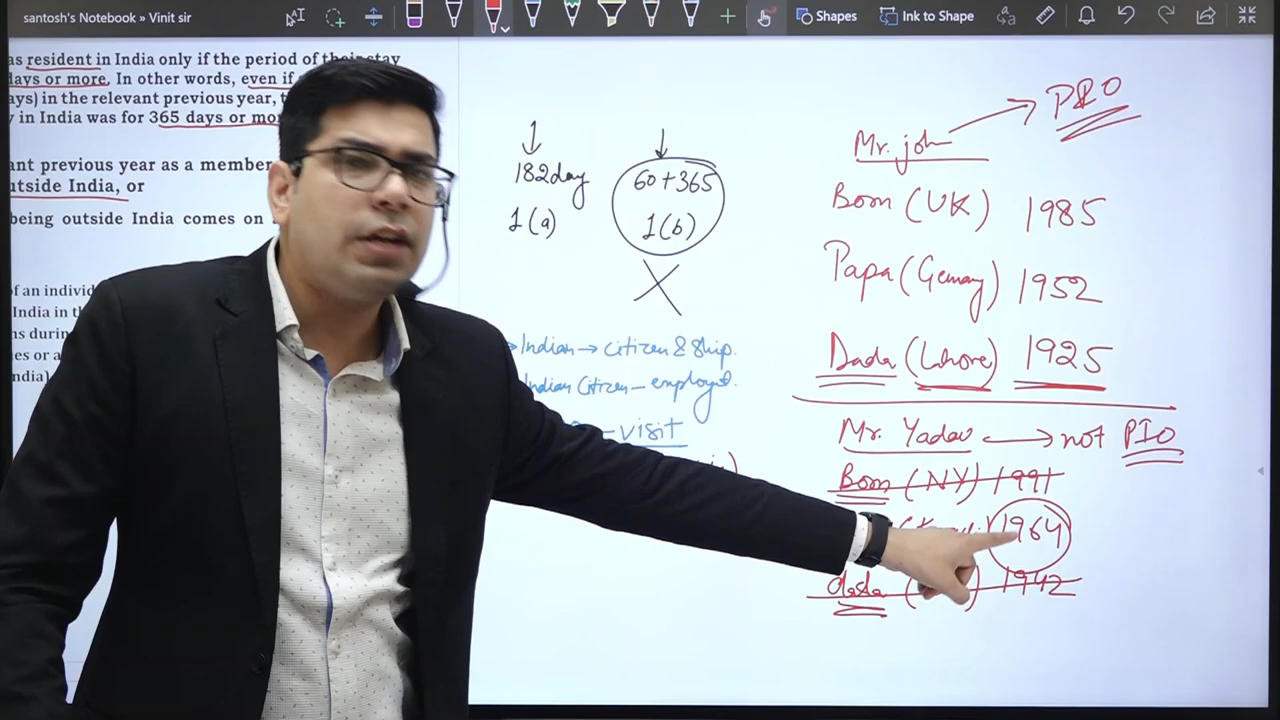 santosh's Notebook » Vinit sir
Shapes
Ink to Shape
as resident in India only if the period of their stay
days or more. In other words, even if
ays) in the relevant previous year, t
y in India was for 365 days or mor
ant previous year as a member
utside India, or
being outside India comes on
of an individ
India in th
ns durin
es or a
ndia]
182day
1(a)
60+365
1(b)
Indian → citizen & ship.
Indian Citizen — employt.
— visit
Mr. john → PIO
Born (UK) 1985
Papa (Gemany) 1952
Dada (Lahore) 1925
Mr. Yadav → not PIO
Born (NY) 1991
1964
dada ( ) 1942